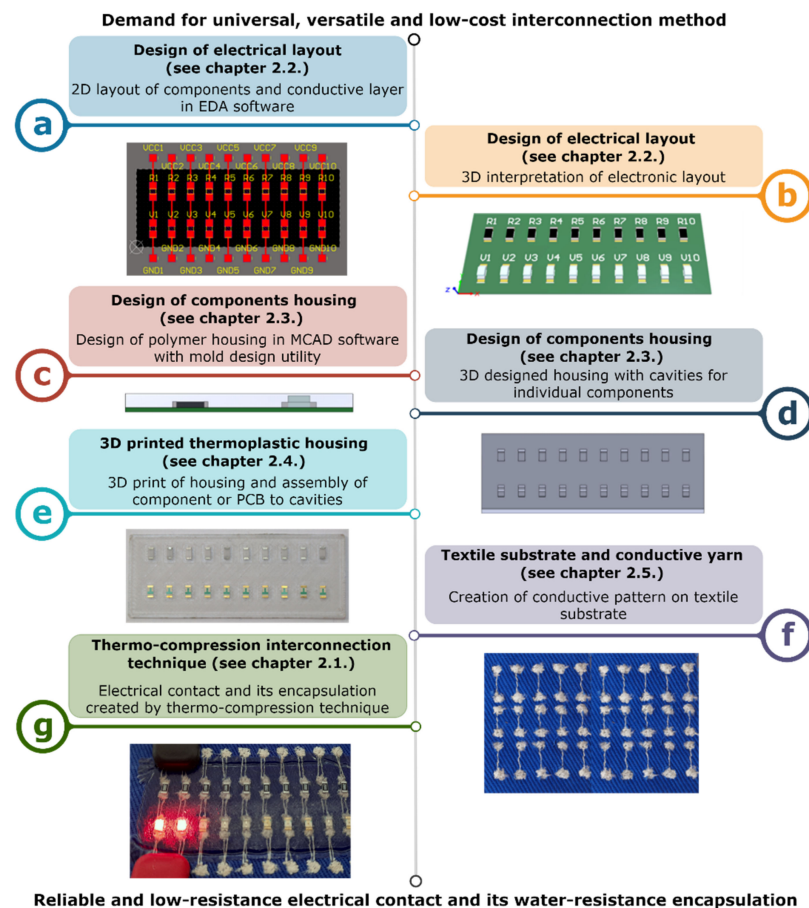 Demand for universal, versatile and low-cost interconnection method
Design of electrical layout
(see chapter 2.2.)
2D layout of components and conductive layer
in EDA software
a
VCC1 VCC3 VCC5 VCC7 VCC9
VCC2 VCC4 VCC6 VCC8 VCC10
R1 R2 R3 R4 R5 R6 R7 R8 R9 R10
V1 V2 V3 V4 V5 V6 V7 V8 V9 V10
GND2 GND4 GND6 GND8 GND10
GND1 GND3 GND5 GND7 GND9
Design of electrical layout
(see chapter 2.2.)
3D interpretation of electronic layout
b
R1 R2 R3 R4 R5 R6 R7 R8 R9 R10
V1 V2 V3 V4 V5 V6 V7 V8 V9 V10
z x
Design of components housing
(see chapter 2.3.)
Design of polymer housing in MCAD software
with mold design utility
c
Design of components housing
(see chapter 2.3.)
3D designed housing with cavities for
individual components
d
3D printed thermoplastic housing
(see chapter 2.4.)
3D print of housing and assembly of
component or PCB to cavities
e
Textile substrate and conductive yarn
(see chapter 2.5.)
Creation of conductive pattern on textile
substrate
f
Thermo-compression interconnection
technique (see chapter 2.1.)
Electrical contact and its encapsulation
created by thermo-compression technique
g
Reliable and low-resistance electrical contact and its water-resistance encapsulation